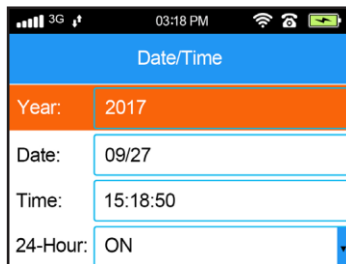 3G 03:18 PM
Date/Time
Year: 2017
Date: 09/27
Time: 15:18:50
24-Hour: ON